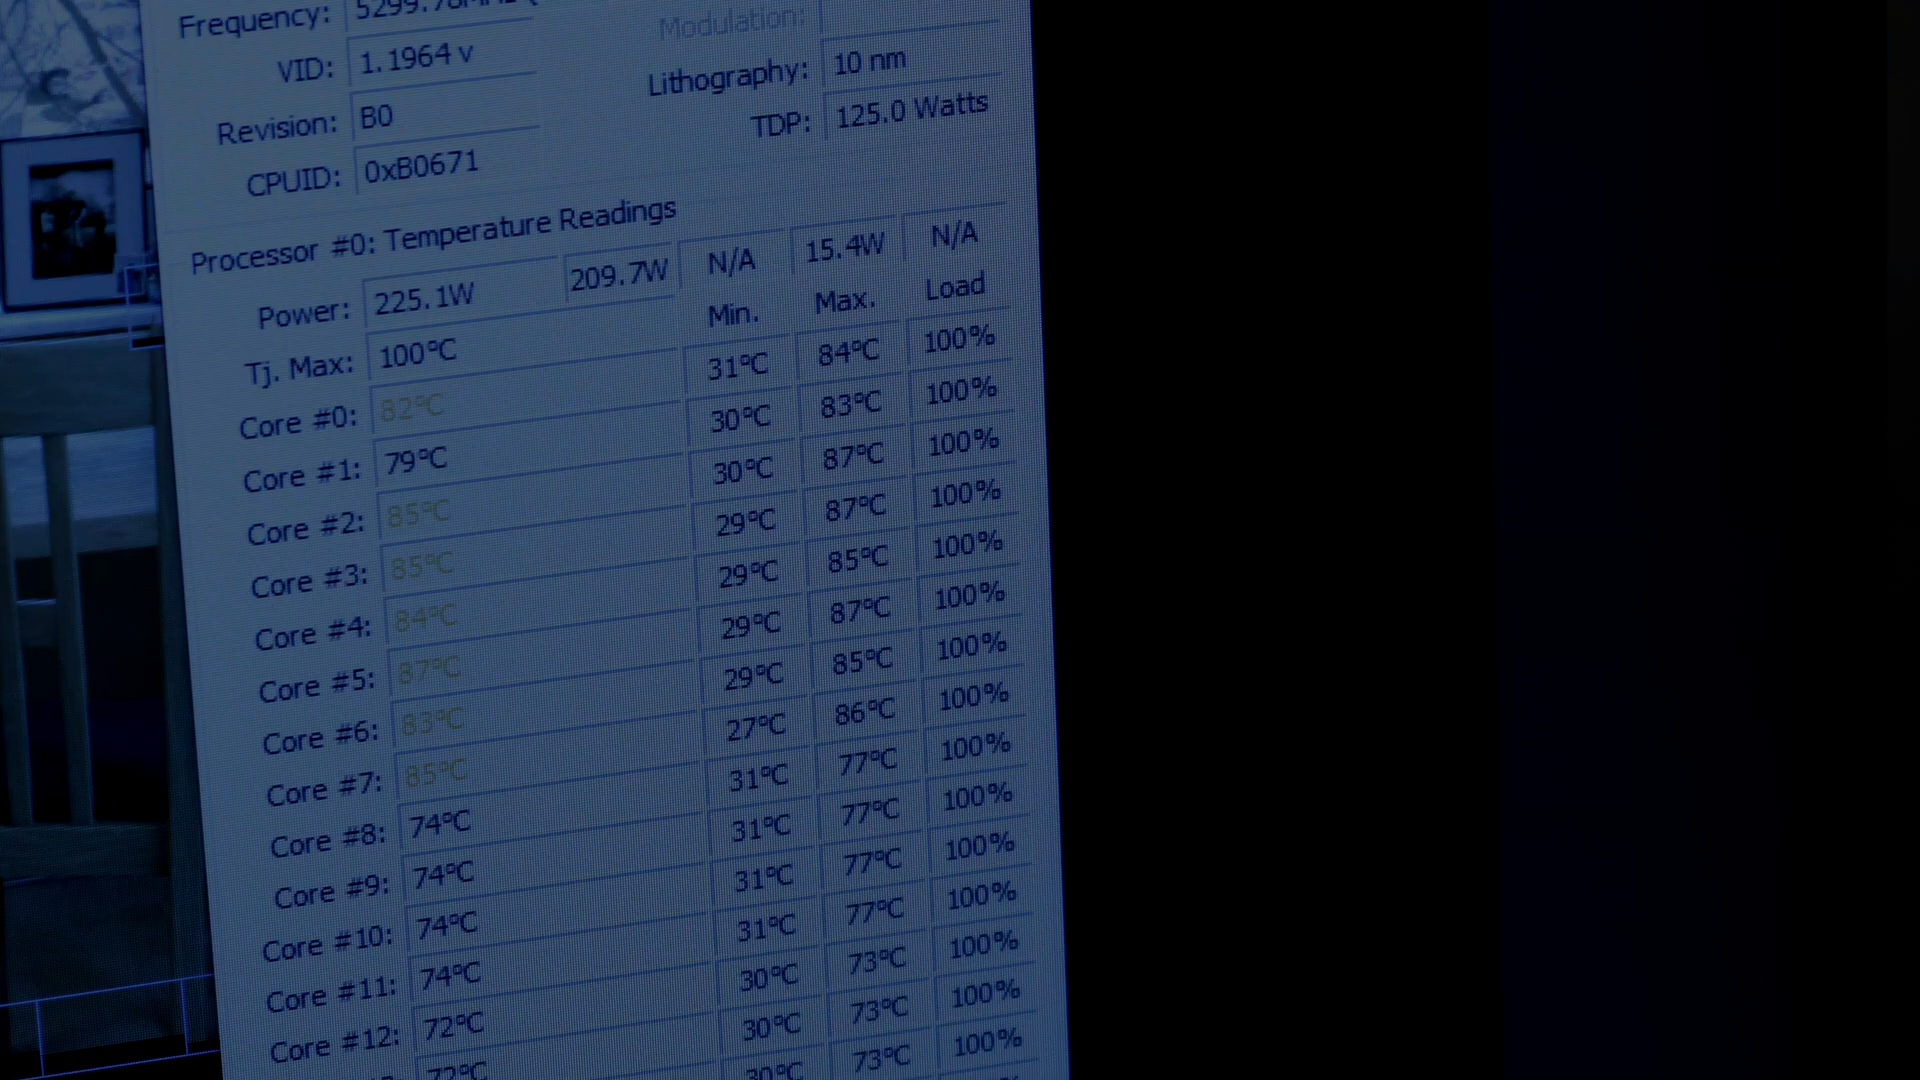 Frequency:
Modulation:
VID: 1.1964 v
Lithography: 10 nm
Revision: B0
TDP: 125.0 Watts
CPUID: 0xB0671
Processor #0: Temperature Readings
Power: 225.1W 209.7W N/A 15.4W N/A
Tj. Max: 100°C Min. Max. Load
Core #0: 82°C 31°C 84°C 100%
Core #1: 79°C 30°C 83°C 100%
Core #2: 85°C 30°C 87°C 100%
Core #3: 85°C 29°C 87°C 100%
Core #4: 84°C 29°C 85°C 100%
Core #5: 87°C 29°C 87°C 100%
Core #6: 83°C 29°C 85°C 100%
Core #7: 85°C 27°C 86°C 100%
Core #8: 74°C 31°C 77°C 100%
Core #9: 74°C 31°C 77°C 100%
Core #10: 74°C 31°C 77°C 100%
Core #11: 74°C 31°C 77°C 100%
Core #12: 72°C 30°C 73°C 100%
72°C 30°C 73°C 100%
30°C 73°C 100%